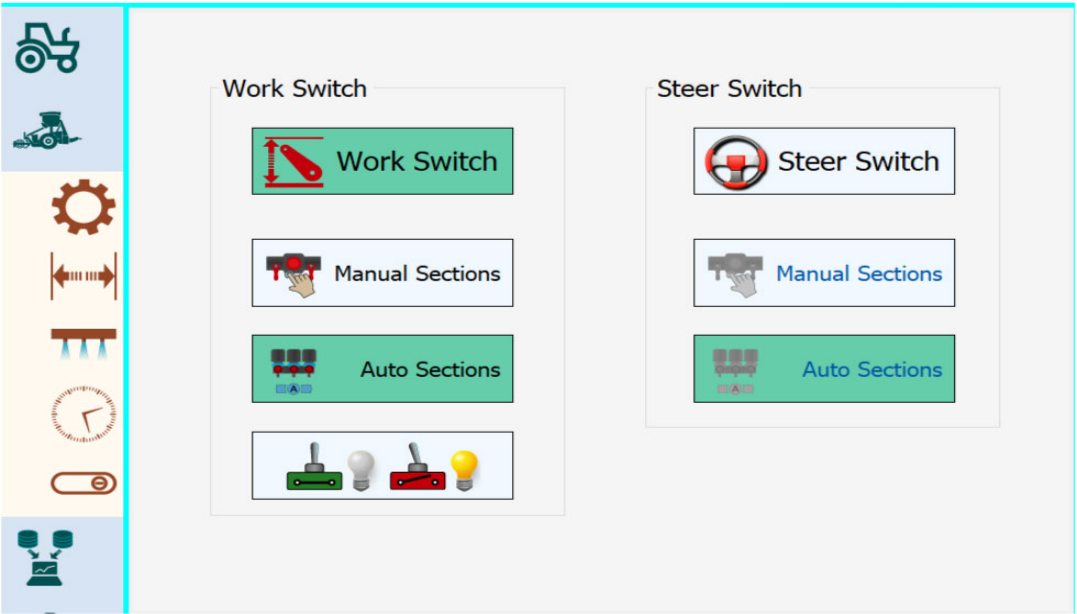 Work Switch
Work Switch
Manual Sections
Auto Sections
A
Steer Switch
Steer Switch
Manual Sections
Auto Sections
A